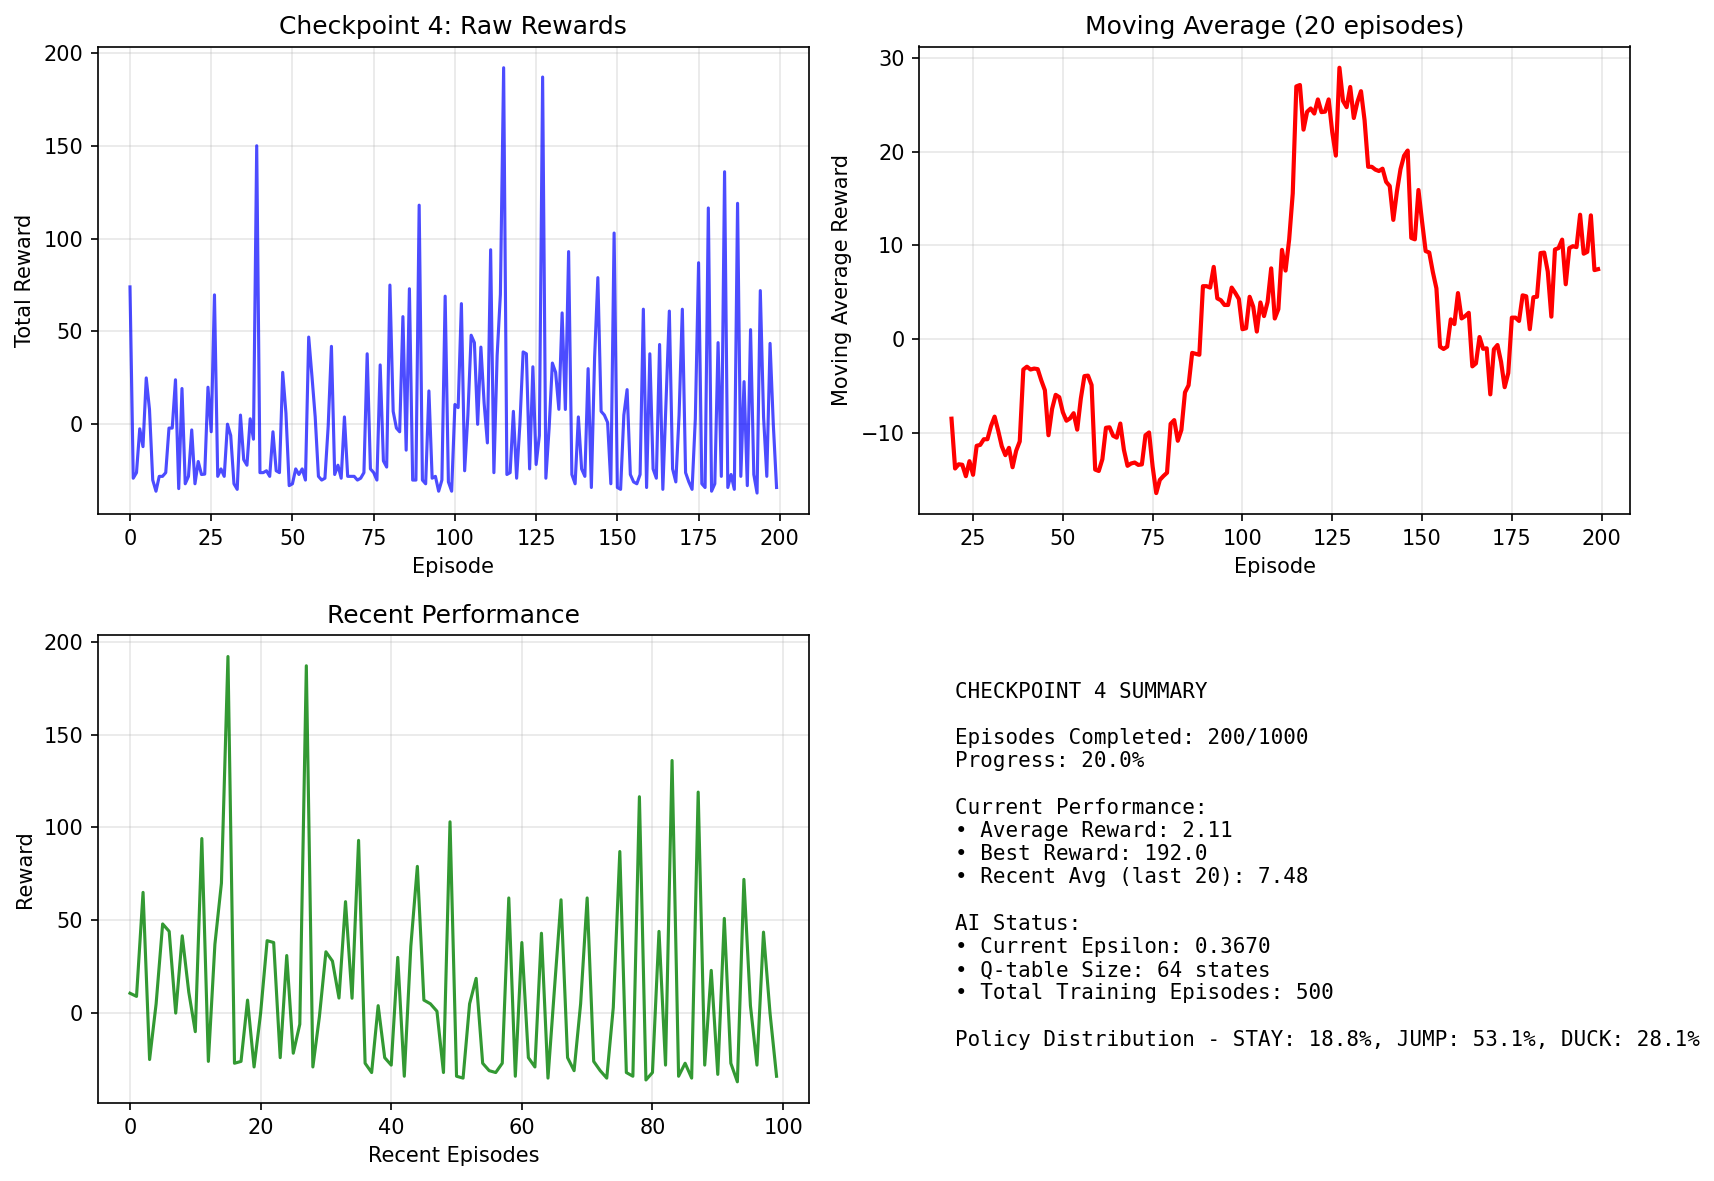 Checkpoint 4: Raw Rewards
200
150
100
50
0
Total Reward
0 25 50 75 100 125 150 175 200
Episode
Moving Average (20 episodes)
30
20
10
0
−10
Moving Average Reward
25 50 75 100 125 150 175 200
Episode
Recent Performance
200
150
100
50
0
Reward
0 20 40 60 80 100
Recent Episodes
CHECKPOINT 4 SUMMARY
Episodes Completed: 200/1000
Progress: 20.0%
Current Performance:
• Average Reward: 2.11
• Best Reward: 192.0
• Recent Avg (last 20): 7.48
AI Status:
• Current Epsilon: 0.3670
• Q-table Size: 64 states
• Total Training Episodes: 500
Policy Distribution - STAY: 18.8%, JUMP: 53.1%, DUCK: 28.1%